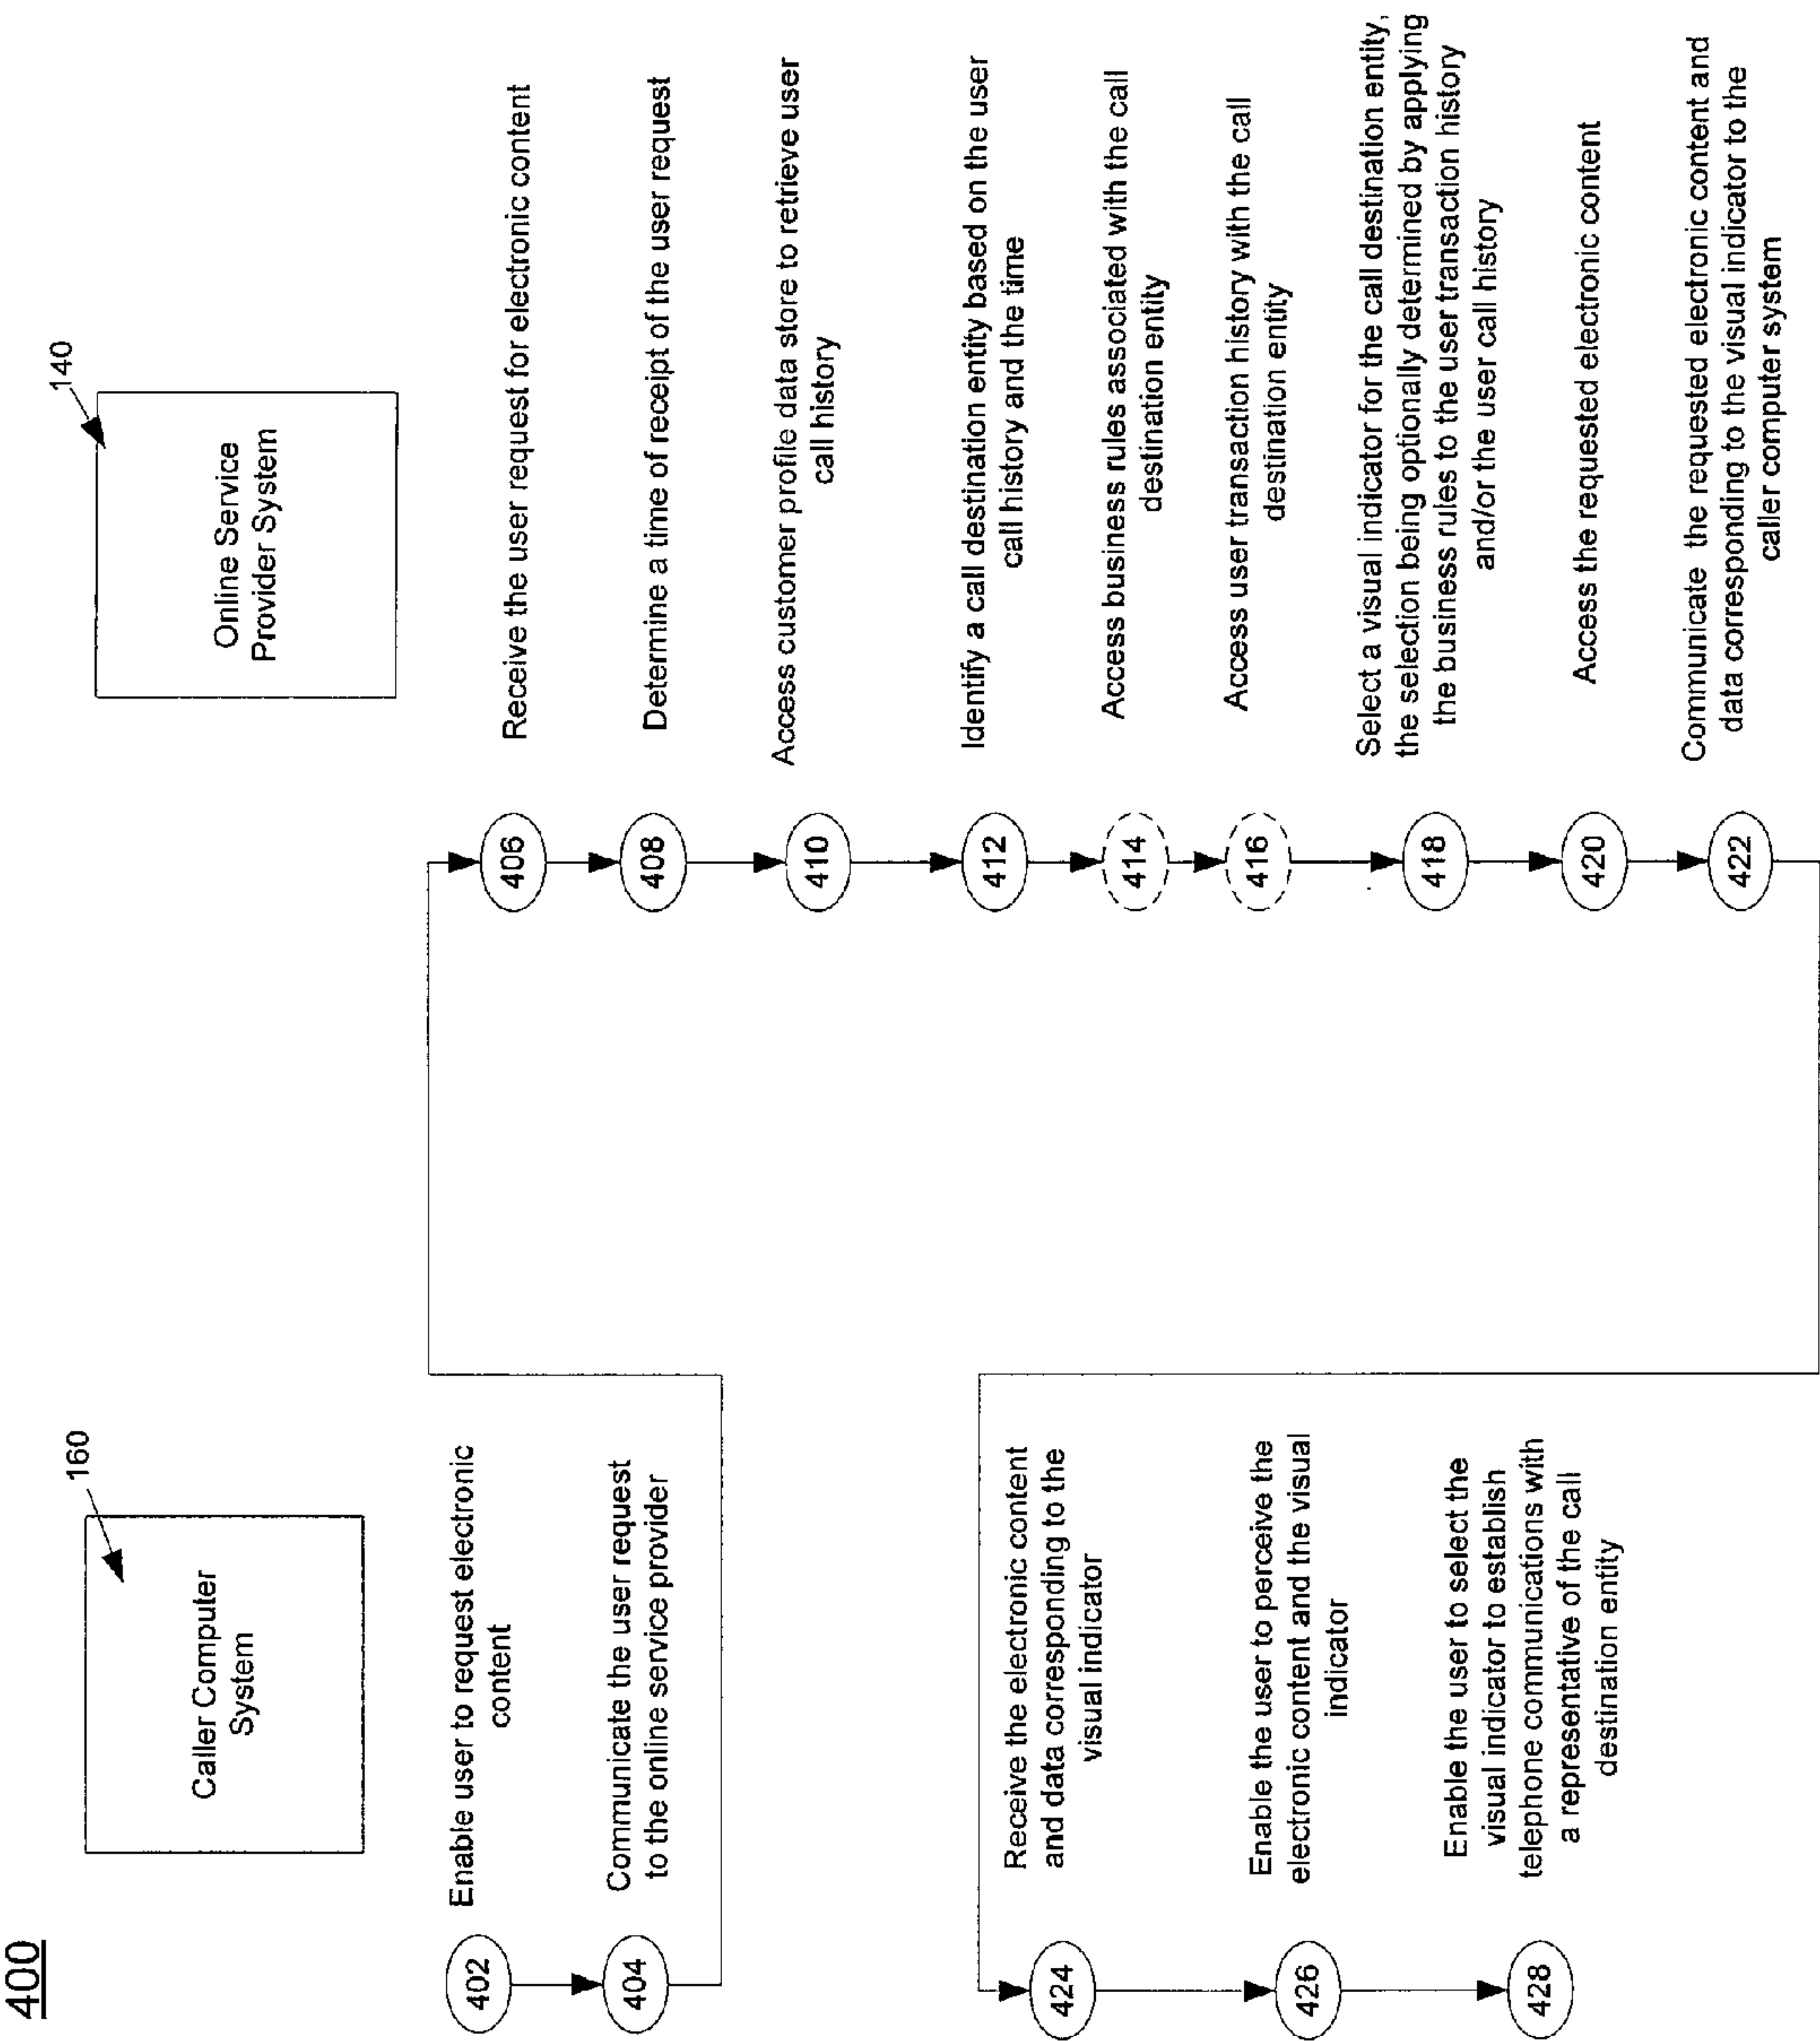 400
160
Caller Computer
System
140
Online Service
Provider System
402
Enable user to request electronic
content
404
Communicate the user request
to the online service provider
406
Receive the user request for electronic content
408
Determine a time of receipt of the user request
410
Access customer profile data store to retrieve user
call history
412
Identify a call destination entity based on the user
call history and the time
414
Access business rules associated with the call
destination entity
416
Access user transaction history with the call
destination entity
418
Select a visual indicator for the call destination entity,
the selection being optionally determined by applying
the business rules to the user transaction history
and/or the user call history
420
Access the requested electronic content
422
Communicate the requested electronic content and
data corresponding to the visual indicator to the
caller computer system
424
Receive the electronic content
and data corresponding to the
visual indicator
426
Enable the user to perceive the
electronic content and the visual
indicator
428
Enable the user to select the
visual indicator to establish
telephone communications with
a representative of the call
destination entity